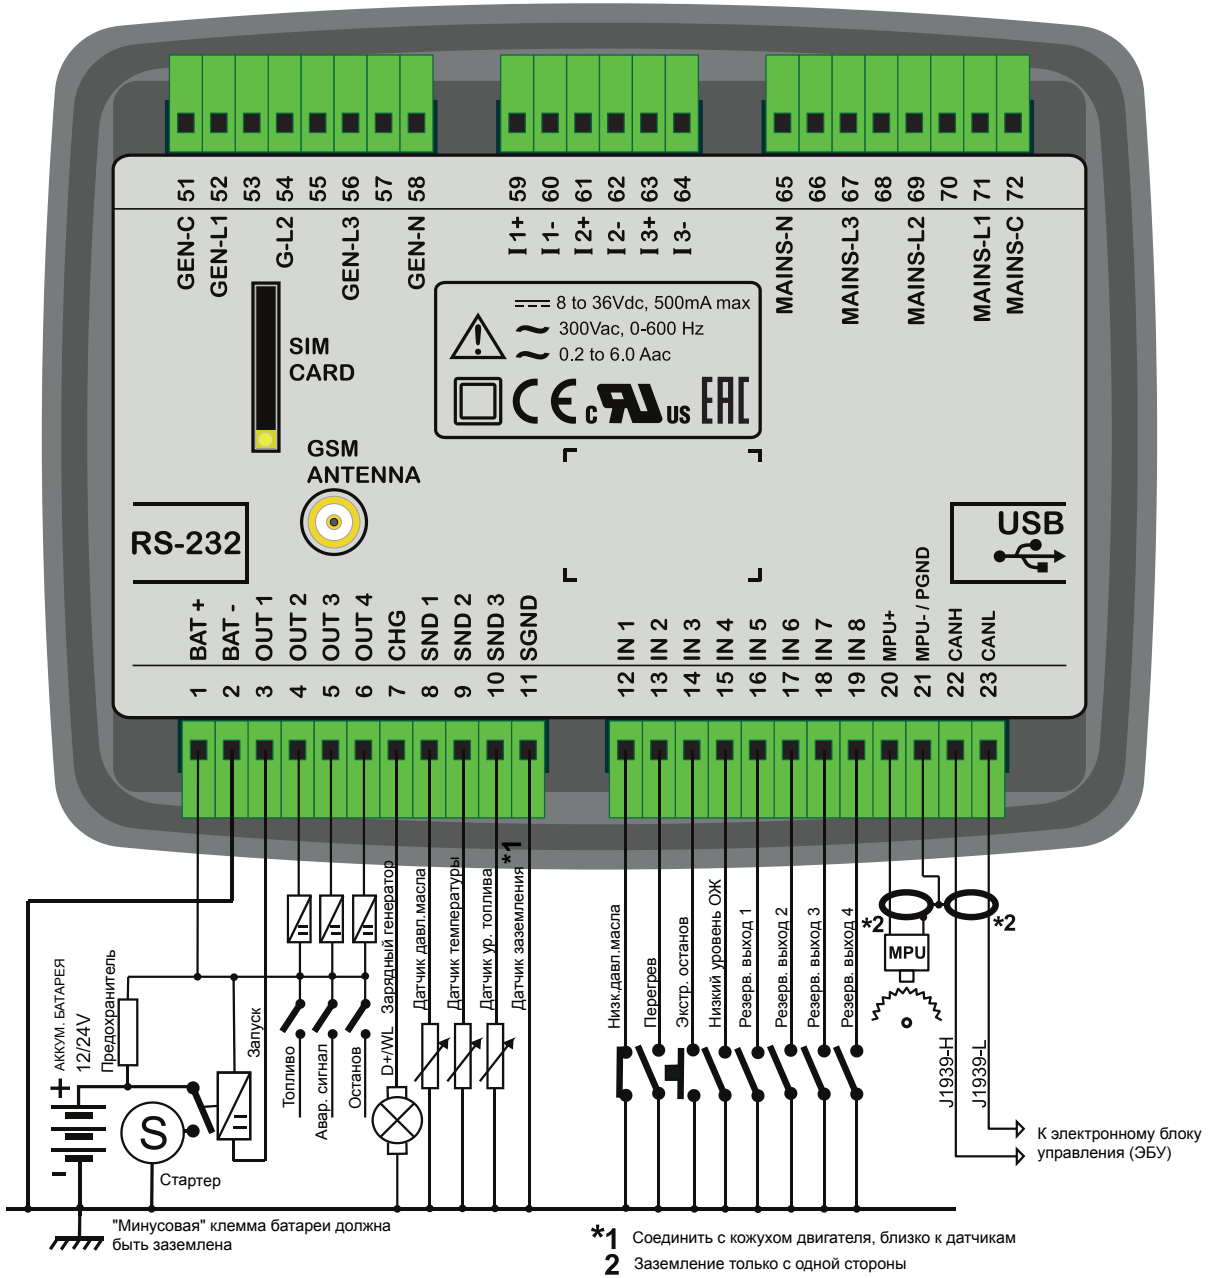 GEN-C 51
GEN-L1 52
53
G-L2 54
55
GEN-L3 56
57
GEN-N 58
I1+ 59
I1- 60
I2+ 61
I2- 62
I3+ 63
I3- 64
MAINS-N 65
66
MAINS-L3 67
68
MAINS-L2 69
70
MAINS-L1 71
MAINS-C 72
8 to 36Vdc, 500mA max
300Vac, 0-600 Hz
0.2 to 6.0 Aac
CE c RU US EAC
SIM
CARD
GSM
ANTENNA
RS-232
USB
1 BAT +
2 BAT -
3 OUT 1
4 OUT 2
5 OUT 3
6 OUT 4
7 CHG
8 SND 1
9 SND 2
10 SND 3
11 SGND
12 IN 1
13 IN 2
14 IN 3
15 IN 4
16 IN 5
17 IN 6
18 IN 7
19 IN 8
20 MPU+
21 MPU- / PGND
22 CANH
23 CANL
+
АККУМ. БАТАРЕЯ
12/24V
-
Предохранитель
S
Стартер
Запуск
Топливо
Авар. сигнал
Останов
D+/WL Зарядный генератор
Датчик давл.масла
Датчик температуры
Датчик ур. топлива
Датчик заземления *1
Низк.давл.масла
Перегрев
Экстр. останов
Низкий уровень ОЖ
Резерв. выход 1
Резерв. выход 2
Резерв. выход 3
Резерв. выход 4
*2
*2
MPU
J1939-H
J1939-L
К электронному блоку
управления (ЭБУ)
"Минусовая" клемма батареи должна
быть заземлена
*1 Соединить с кожухом двигателя, близко к датчикам
2 Заземление только с одной стороны